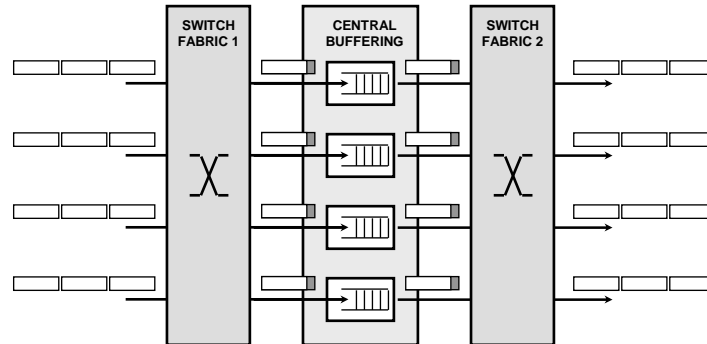 SWITCH
FABRIC 1
CENTRAL
BUFFERING
SWITCH
FABRIC 2